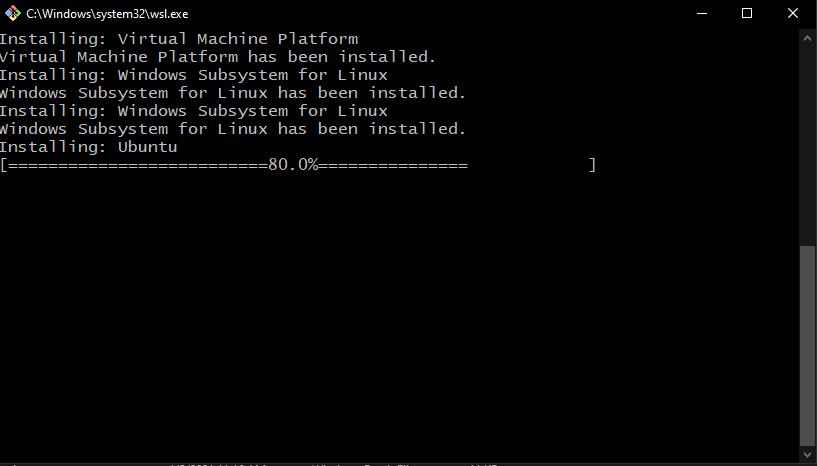 C:\Windows\system32\wsl.exe
Installing: Virtual Machine Platform
Virtual Machine Platform has been installed.
Installing: Windows Subsystem for Linux
Windows Subsystem for Linux has been installed.
Installing: Windows Subsystem for Linux
Windows Subsystem for Linux has been installed.
Installing: Ubuntu
[==========================80.0%===============            ]